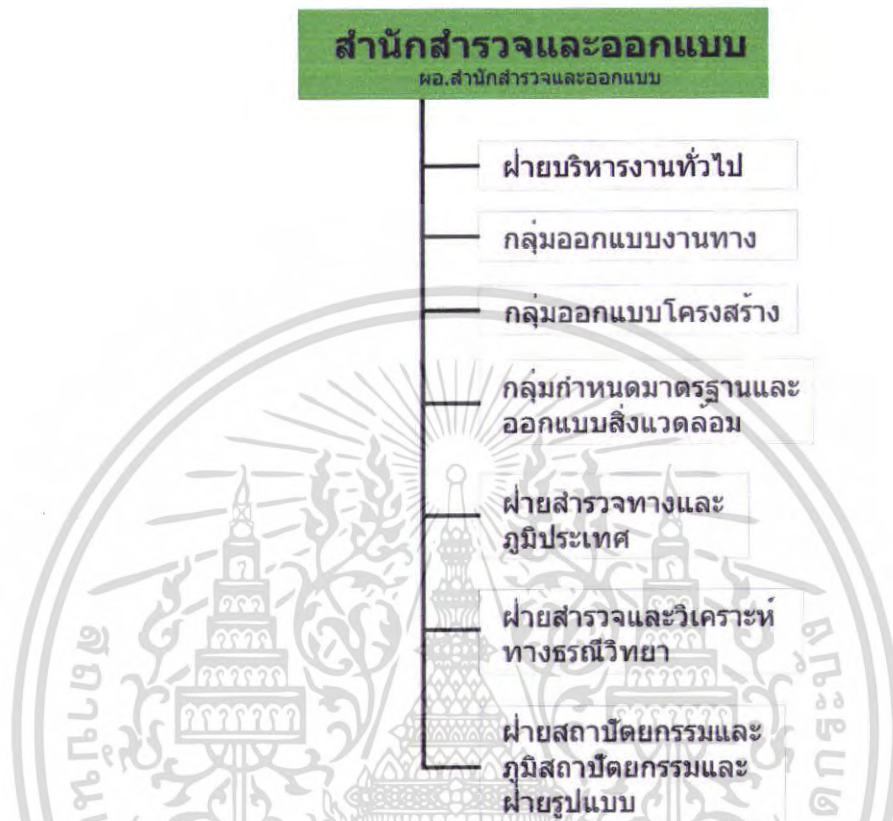 สำนักสำรวจและออกแบบ
ผอ.สำนักสำรวจและออกแบบ
ฝ่ายบริหารงานทั่วไป
กลุ่มออกแบบงานทาง
กลุ่มออกแบบโครงสร้าง
กลุ่มกำหนดมาตรฐานและ
ออกแบบสิ่งแวดล้อม
ฝ่ายสำรวจทางและ
ภูมิประเทศ
ฝ่ายสำรวจและวิเคราะห์
ทางธรณีวิทยา
ฝ่ายสถาปัตยกรรมและ
ภูมิสถาปัตยกรรมและ
ฝ่ายรูปแบบ
สถาบัน